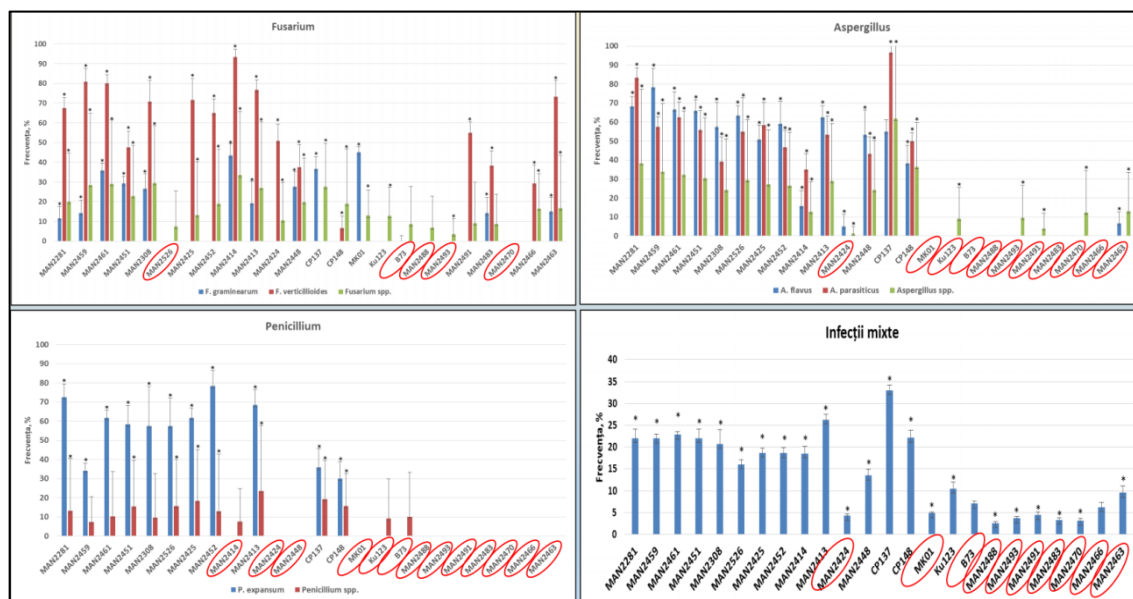 Fusarium
Frecvența, %
100
90
80
70
60
50
40
30
20
10
0
MAN2281
MAN2459
MAN2461
MAN2451
MAN2308
MAN2526
MAN2425
MAN2452
MAN2414
MAN2413
MAN2424
MAN2448
CP137
CP148
MK01
Ku123
B73
MAN2488
MAN2493
MAN2491
MAN2483
MAN2470
MAN2466
MAN2463
F. graminearum F. verticillioides Fusarium spp.
Aspergillus
Frecvența, %
100
90
80
70
60
50
40
30
20
10
0
MAN2281
MAN2459
MAN2461
MAN2451
MAN2308
MAN2526
MAN2425
MAN2452
MAN2414
MAN2413
MAN2424
MAN2448
CP137
CP148
MK01
Ku123
B73
MAN2488
MAN2493
MAN2491
MAN2483
MAN2470
MAN2466
MAN2463
A. flavus A. parasiticus Aspergillus spp.
Penicillium
Frecvența, %
100
90
80
70
60
50
40
30
20
10
0
MAN2281
MAN2459
MAN2461
MAN2451
MAN2308
MAN2526
MAN2425
MAN2452
MAN2414
MAN2413
MAN2424
MAN2448
CP137
CP148
MK01
Ku123
B73
MAN2488
MAN2493
MAN2491
MAN2483
MAN2470
MAN2466
MAN2463
P. expansum Penicillium spp.
Infecții mixte
Frecvența, %
40
35
30
25
20
15
10
5
0
MAN2281
MAN2459
MAN2461
MAN2451
MAN2308
MAN2526
MAN2425
MAN2452
MAN2414
MAN2413
MAN2424
MAN2448
CP137
CP148
MK01
Ku123
B73
MAN2488
MAN2493
MAN2491
MAN2483
MAN2470
MAN2466
MAN2463